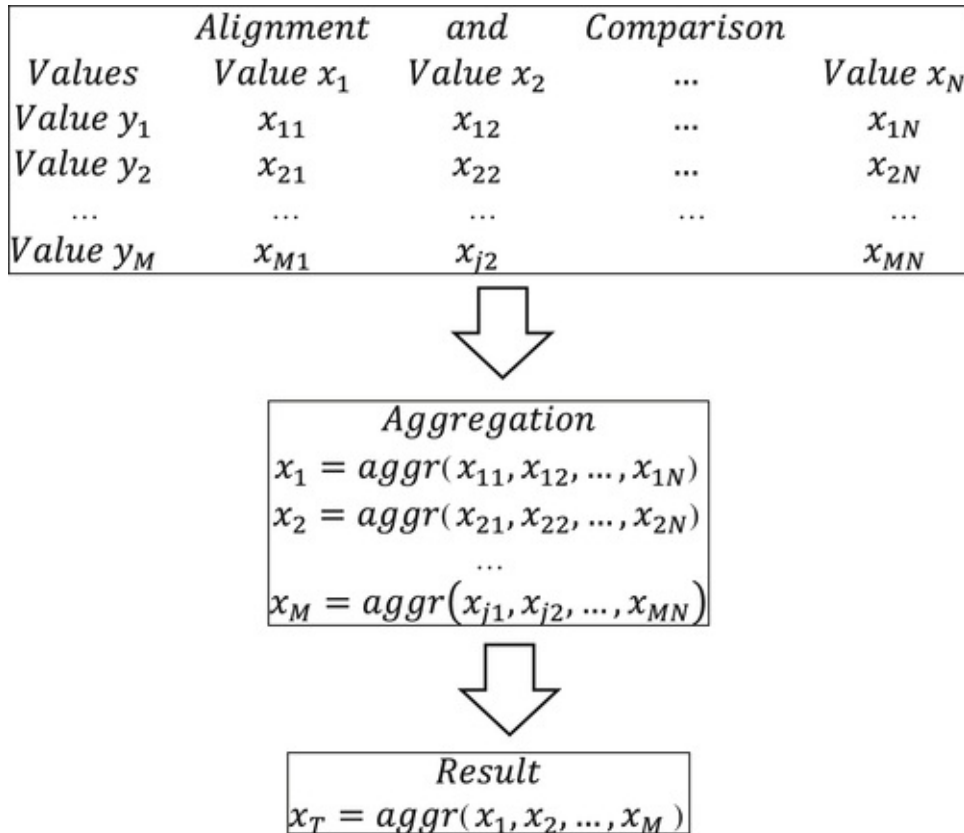 Alignment and Comparison
Values Value x₁ Value x₂ ... Value x_N
Value y₁ x₁₁ x₁₂ ... x₁N
Value y₂ x₂₁ x₂₂ ... x₂N
... ... ... ... ...
Value y_M x_M1 x_j2 x_MN
Aggregation
x₁ = aggr(x₁₁, x₁₂, ..., x₁N)
x₂ = aggr(x₂₁, x₂₂, ..., x₂N)
...
x_M = aggr(x_j1, x_j2, ..., x_MN)
Result
x_T = aggr(x₁, x₂, ..., x_M)